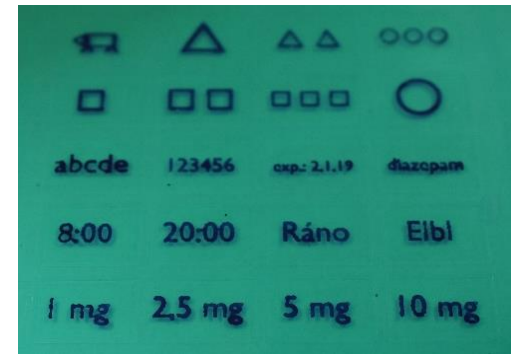 abcde 123456 exp.: 2.1.19 diazepam
8:00 20:00 Ráno Elbl
1 mg 2,5 mg 5 mg 10 mg